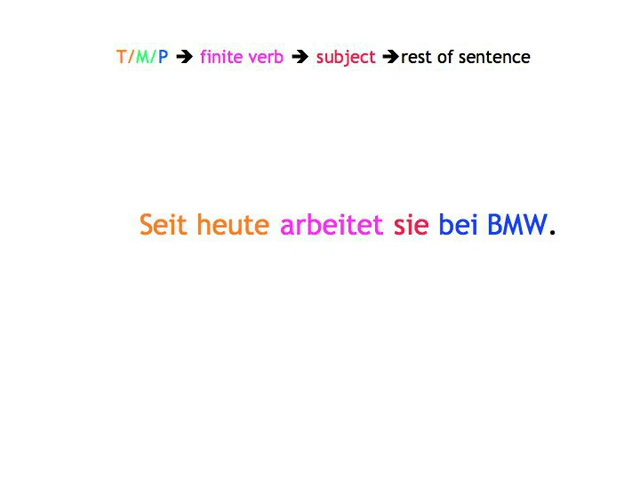 T/M/P ➔ finite verb ➔ subject ➔rest of sentence
Seit heute arbeitet sie bei BMW.